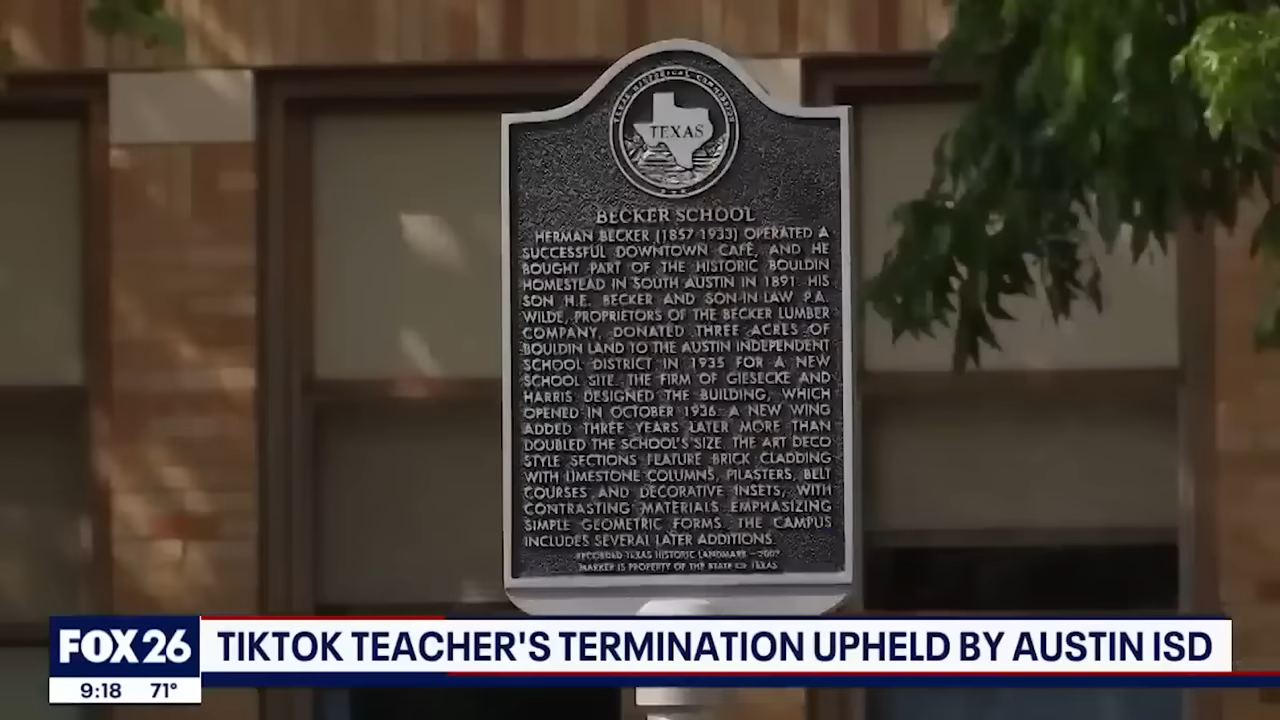 TEXAS HISTORICAL COMMISSION
TEXAS
BECKER SCHOOL
HERMAN BECKER (1857-1933) OPERATED A
SUCCESSFUL DOWNTOWN CAFÉ, AND HE
BOUGHT PART OF THE HISTORIC BOULDIN
HOMESTEAD IN SOUTH AUSTIN IN 1891. HIS
SON H.E. BECKER AND SON-IN-LAW P.A.
WILDE, PROPRIETORS OF THE BECKER LUMBER
COMPANY, DONATED THREE ACRES OF
BOULDIN LAND TO THE AUSTIN INDEPENDENT
SCHOOL DISTRICT IN 1935 FOR A NEW
SCHOOL SITE. THE FIRM OF GIESECKE AND
HARRIS DESIGNED THE BUILDING, WHICH
OPENED IN OCTOBER 1936. A NEW WING
ADDED THREE YEARS LATER MORE THAN
DOUBLED THE SCHOOL'S SIZE. THE ART DECO
STYLE SECTIONS FEATURE BRICK CLADDING
WITH LIMESTONE COLUMNS, PILASTERS, BELT
COURSES AND DECORATIVE INSETS, WITH
CONTRASTING MATERIALS EMPHASIZING
SIMPLE GEOMETRIC FORMS. THE CAMPUS
INCLUDES SEVERAL LATER ADDITIONS.
RECORDED TEXAS HISTORIC LANDMARK – 2007
MARKER IS PROPERTY OF THE STATE OF TEXAS
FOX 26 TIKTOK TEACHER'S TERMINATION UPHELD BY AUSTIN ISD
9:18 71°